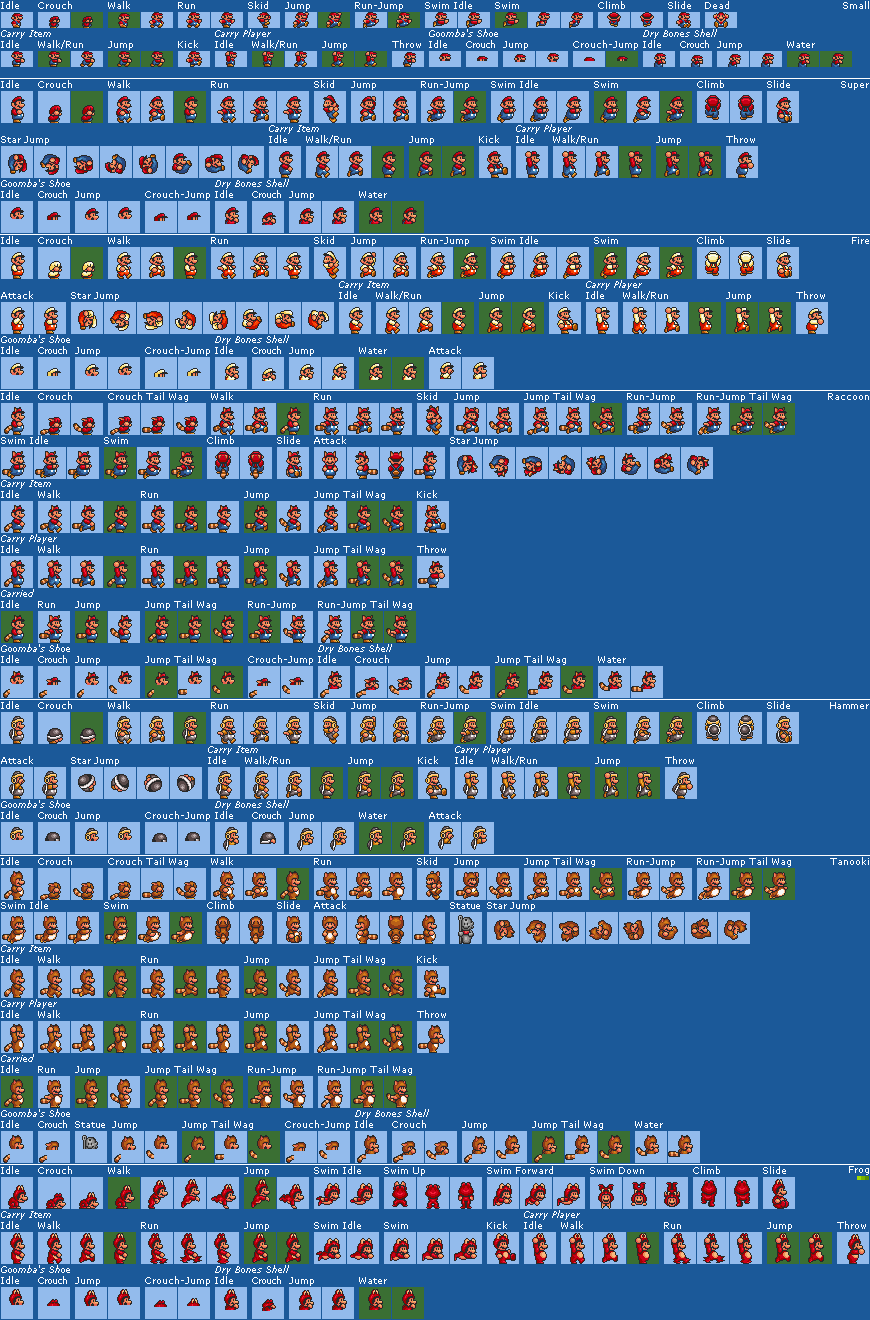 Idle Crouch Walk Run Skid Jump Run-Jump Swim Idle Swim Climb Slide Dead Small
Carry Item Carry Player Goomba's Shoe Dry Bones Shell
Idle Walk/Run Jump Kick Idle Walk/Run Jump Throw Idle Crouch Jump Crouch-Jump Idle Crouch Jump Water
Idle Crouch Walk Run Skid Jump Run-Jump Swim Idle Swim Climb Slide Super
Carry Item Carry Player
Star Jump Idle Walk/Run Jump Kick Idle Walk/Run Jump Throw
Goomba's Shoe Dry Bones Shell
Idle Crouch Jump Crouch-Jump Idle Crouch Jump Water
Idle Crouch Walk Run Skid Jump Run-Jump Swim Idle Swim Climb Slide Fire
Carry Item Carry Player
Attack Star Jump Idle Walk/Run Jump Kick Idle Walk/Run Jump Throw
Goomba's Shoe Dry Bones Shell
Idle Crouch Jump Crouch-Jump Idle Crouch Jump Water Attack
Idle Crouch Crouch Tail Wag Walk Run Skid Jump Jump Tail Wag Run-Jump Run-Jump Tail Wag Raccoon
Swim Idle Swim Climb Slide Attack Star Jump
Carry Item
Idle Walk Run Jump Jump Tail Wag Kick
Carry Player
Idle Walk Run Jump Jump Tail Wag Throw
Carried
Idle Run Jump Jump Tail Wag Run-Jump Run-Jump Tail Wag
Goomba's Shoe Dry Bones Shell
Idle Crouch Jump Jump Tail Wag Crouch-Jump Idle Crouch Jump Jump Tail Wag Water
Idle Crouch Walk Run Skid Jump Run-Jump Swim Idle Swim Climb Slide Hammer
Carry Item Carry Player
Attack Star Jump Idle Walk/Run Jump Kick Idle Walk/Run Jump Throw
Goomba's Shoe Dry Bones Shell
Idle Crouch Jump Crouch-Jump Idle Crouch Jump Water Attack
Idle Crouch Crouch Tail Wag Walk Run Skid Jump Jump Tail Wag Run-Jump Run-Jump Tail Wag Tanooki
Swim Idle Swim Climb Slide Attack Statue Star Jump
Carry Item
Idle Walk Run Jump Jump Tail Wag Kick
Carry Player
Idle Walk Run Jump Jump Tail Wag Throw
Carried
Idle Run Jump Jump Tail Wag Run-Jump Run-Jump Tail Wag
Goomba's Shoe Dry Bones Shell
Idle Crouch Statue Jump Jump Tail Wag Crouch-Jump Idle Crouch Jump Jump Tail Wag Water
Idle Crouch Walk Jump Swim Idle Swim Up Swim Forward Swim Down Climb Slide Frog
Carry Item Carry Player
Idle Walk Run Jump Swim Idle Swim Kick Idle Walk Run Jump Throw
Goomba's Shoe Dry Bones Shell
Idle Crouch Jump Crouch-Jump Idle Crouch Jump Water